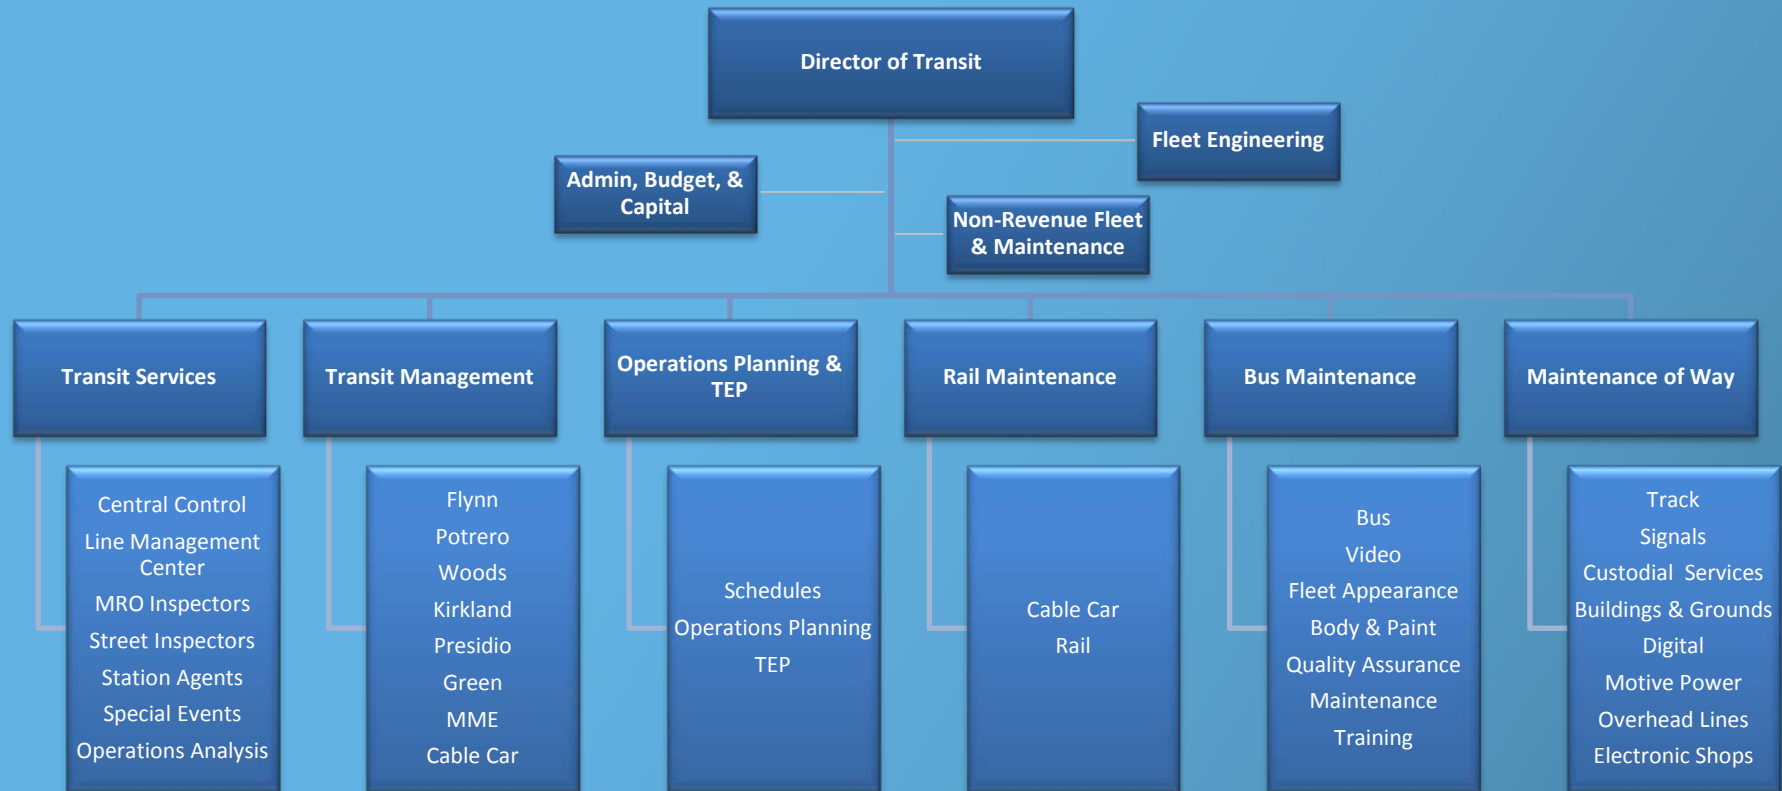 Director of Transit
Fleet Engineering
Admin, Budget, &
Capital
Non-Revenue Fleet
& Maintenance
Transit Services
Transit Management
Operations Planning &
TEP
Rail Maintenance
Bus Maintenance
Maintenance of Way
Central Control
Line Management
Center
MRO Inspectors
Street Inspectors
Station Agents
Special Events
Operations Analysis
Flynn
Potrero
Woods
Kirkland
Presidio
Green
MME
Cable Car
Schedules
Operations Planning
TEP
Cable Car
Rail
Bus
Video
Fleet Appearance
Body & Paint
Quality Assurance
Maintenance
Training
Track
Signals
Custodial  Services
Buildings & Grounds
Digital
Motive Power
Overhead Lines
Electronic Shops